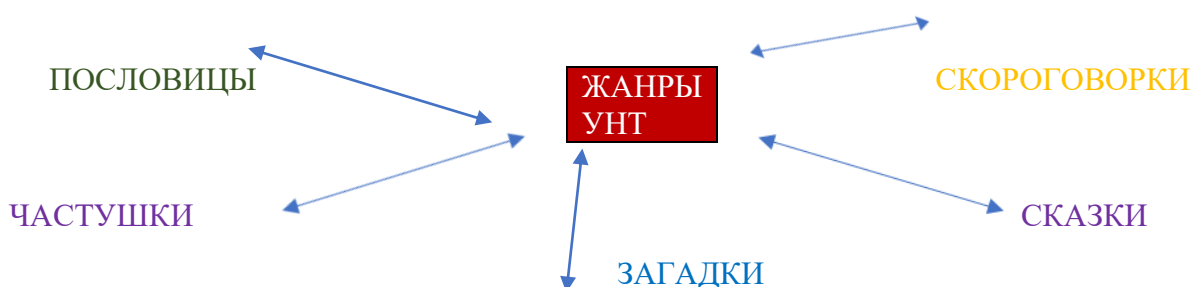 ПОСЛОВИЦЫ
ЖАНРЫ
УНТ
СКОРОГОВОРКИ
ЧАСТУШКИ
СКАЗКИ
ЗАГАДКИ